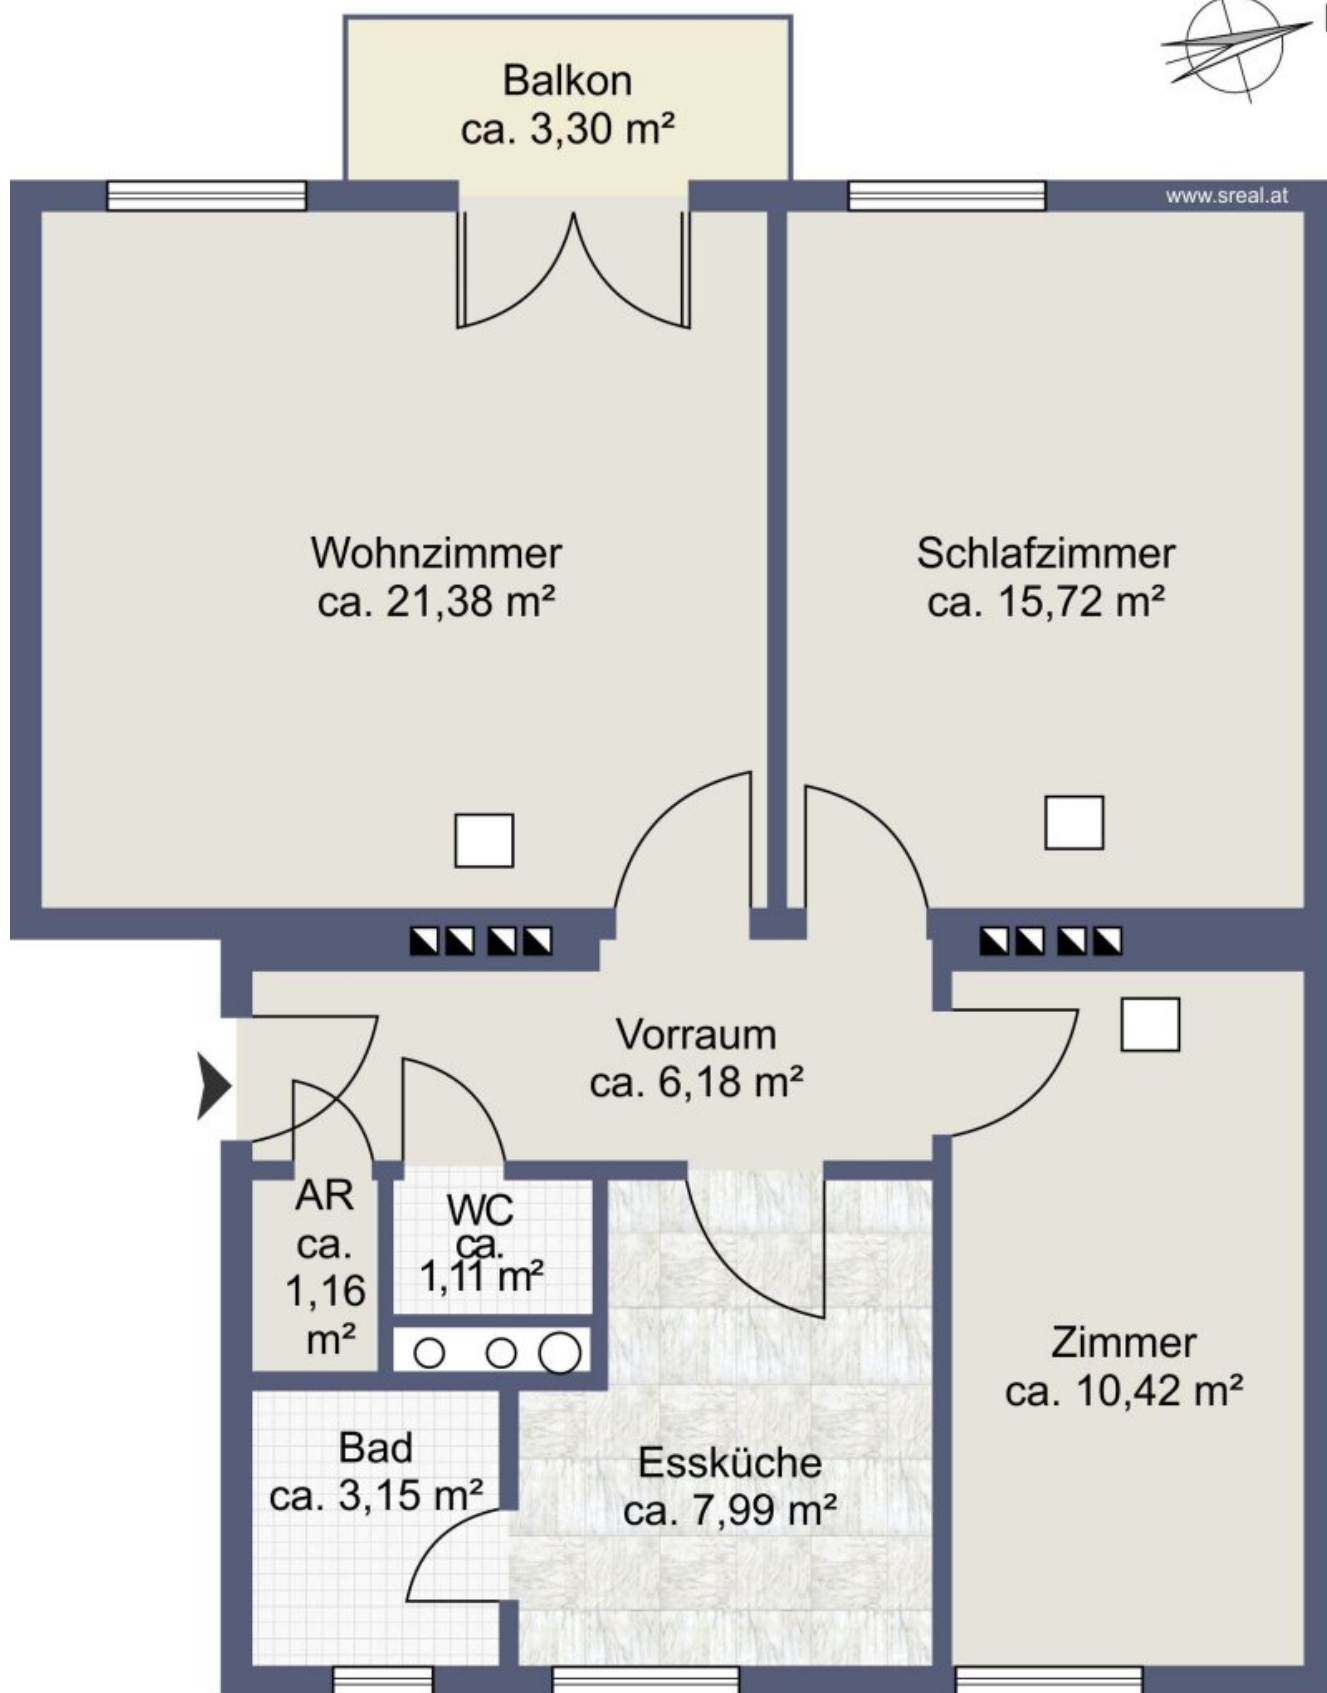 Balkon
ca. 3,30 m²
www.sreal.at
Wohnzimmer
ca. 21,38 m²
Schlafzimmer
ca. 15,72 m²
Vorraum
ca. 6,18 m²
AR
ca.
1,16
m²
WC
ca.
1,11 m²
Zimmer
ca. 10,42 m²
Bad
ca. 3,15 m²
Essküche
ca. 7,99 m²